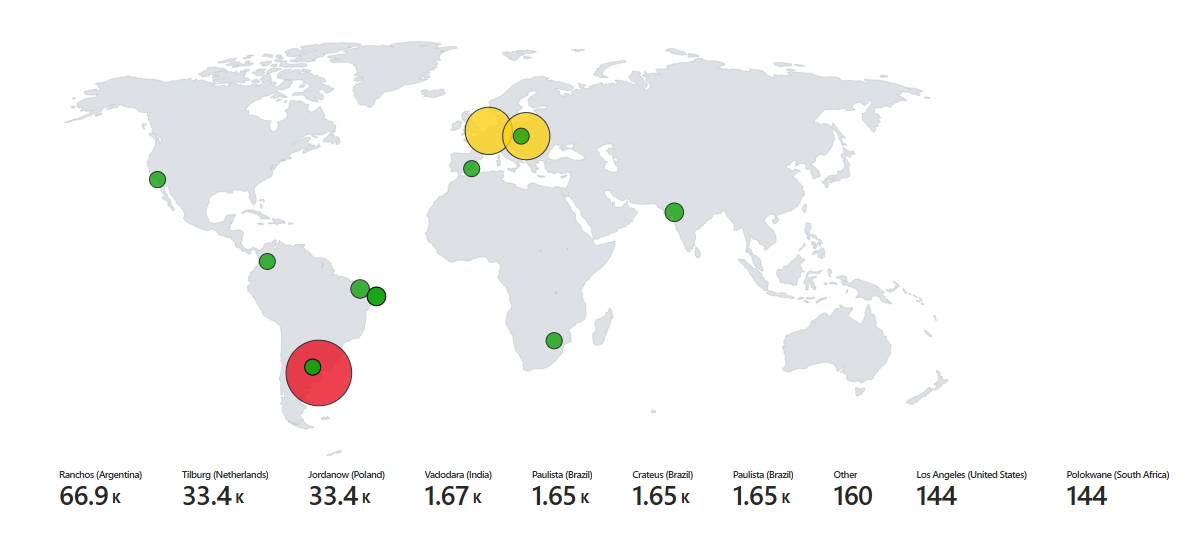 Ranchos (Argentina) Tilburg (Netherlands) Jordanow (Poland) Vadodara (India) Paulista (Brazil) Crateus (Brazil) Paulista (Brazil) Other Los Angeles (United States) Polokwane (South Africa)
66.9 K 33.4 K 33.4 K 1.67 K 1.65 K 1.65 K 1.65 K 160 144 144